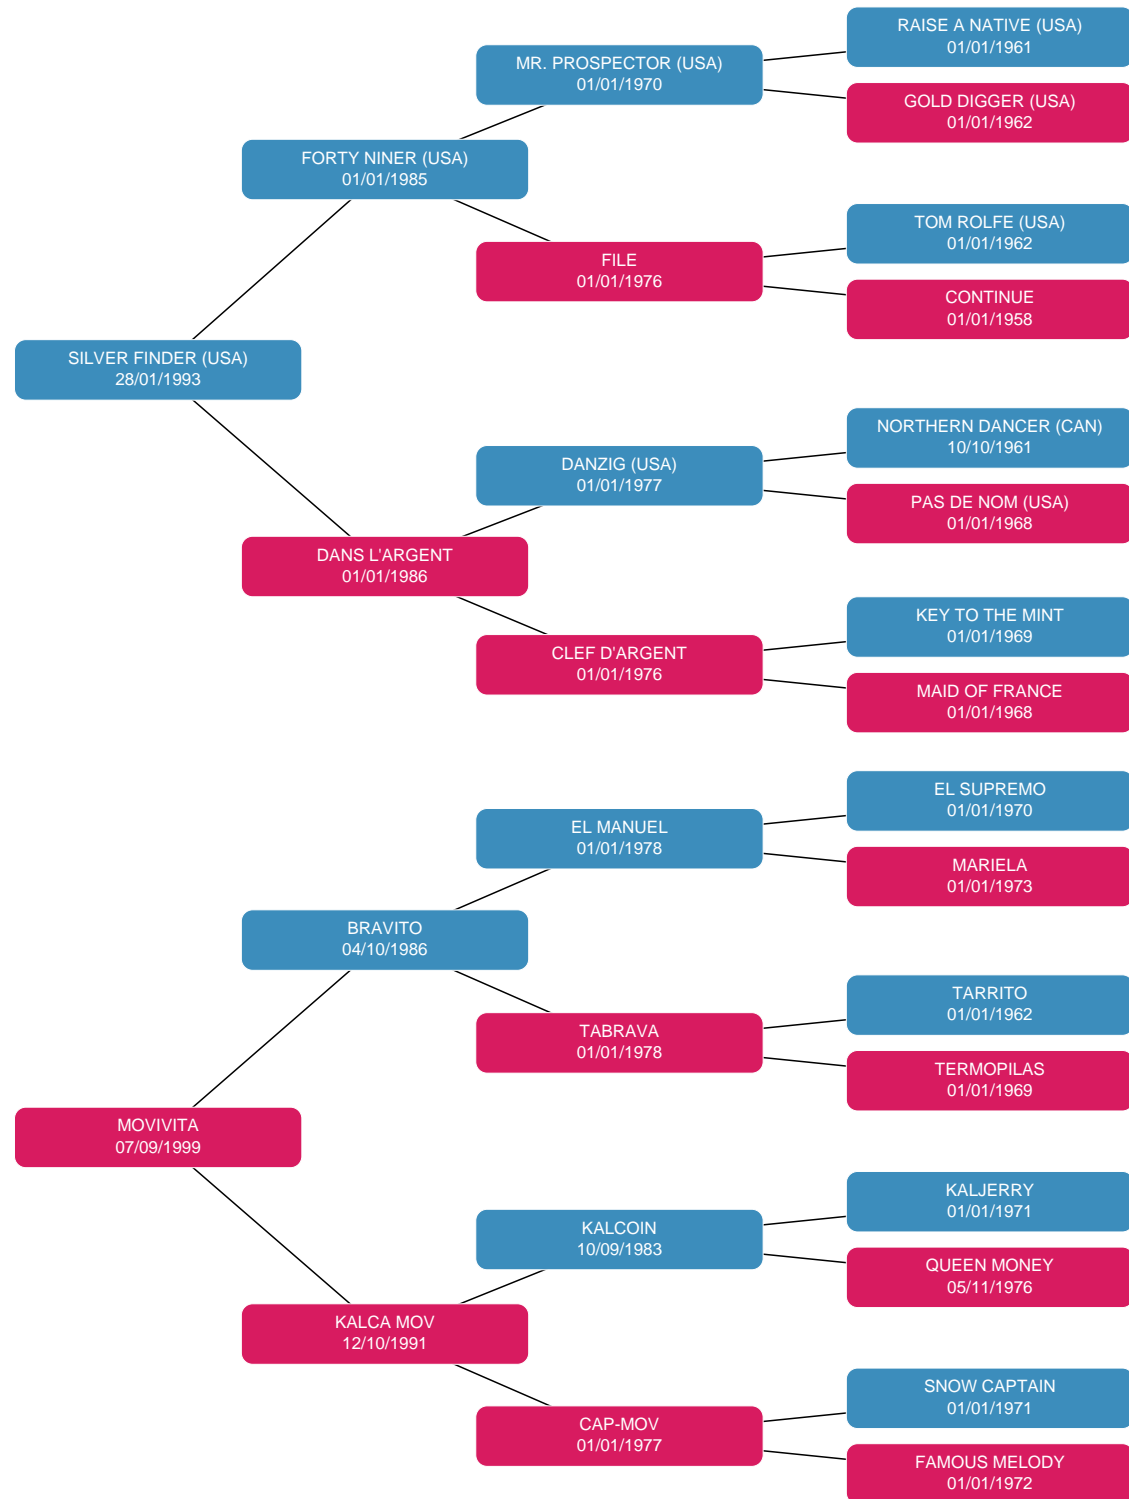 RAISE A NATIVE (USA)
01/01/1961
MR. PROSPECTOR (USA)
01/01/1970
GOLD DIGGER (USA)
01/01/1962
FORTY NINER (USA)
01/01/1985
TOM ROLFE (USA)
01/01/1962
FILE
01/01/1976
CONTINUE
01/01/1958
SILVER FINDER (USA)
28/01/1993
NORTHERN DANCER (CAN)
10/10/1961
DANZIG (USA)
01/01/1977
PAS DE NOM (USA)
01/01/1968
DANS L'ARGENT
01/01/1986
KEY TO THE MINT
01/01/1969
CLEF D'ARGENT
01/01/1976
MAID OF FRANCE
01/01/1968
EL SUPREMO
01/01/1970
EL MANUEL
01/01/1978
MARIELA
01/01/1973
BRAVITO
04/10/1986
TARRITO
01/01/1962
TABRAVA
01/01/1978
TERMOPILAS
01/01/1969
MOVIVITA
07/09/1999
KALJERRY
01/01/1971
KALCOIN
10/09/1983
QUEEN MONEY
05/11/1976
KALCA MOV
12/10/1991
SNOW CAPTAIN
01/01/1971
CAP-MOV
01/01/1977
FAMOUS MELODY
01/01/1972